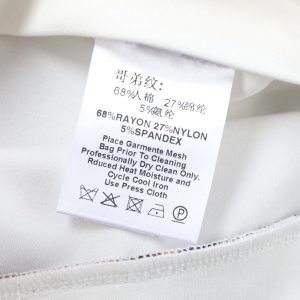 哥弟纹:
68%人棉 27%绵纶
5%氨纶
68%RAYON 27%NYLON
5%SPANDEX
Place Garmente Mesh
Bag Prior To Cleaning
Professionally Dry Clean Only.
Rduced Heat Moisture and
Cycle Cool Iron
Use Press Cloth
P